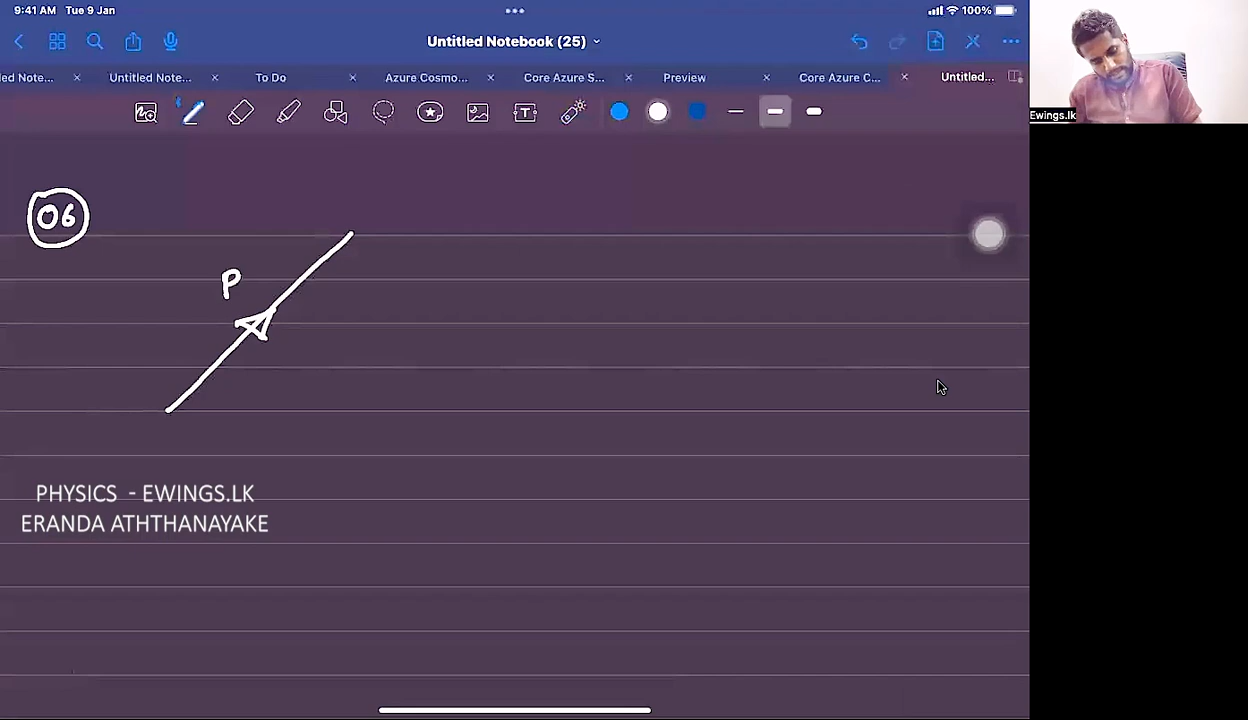 9:41 AM Tue 9 Jan
100%
Untitled Notebook (25)
led Note...
Untitled Note...
To Do
Azure Cosmo...
Core Azure S...
Preview
Core Azure C...
Untitled...
T
Ewings.lk
06
P
PHYSICS - EWINGS.LK
ERANDA ATHTHANAYAKE